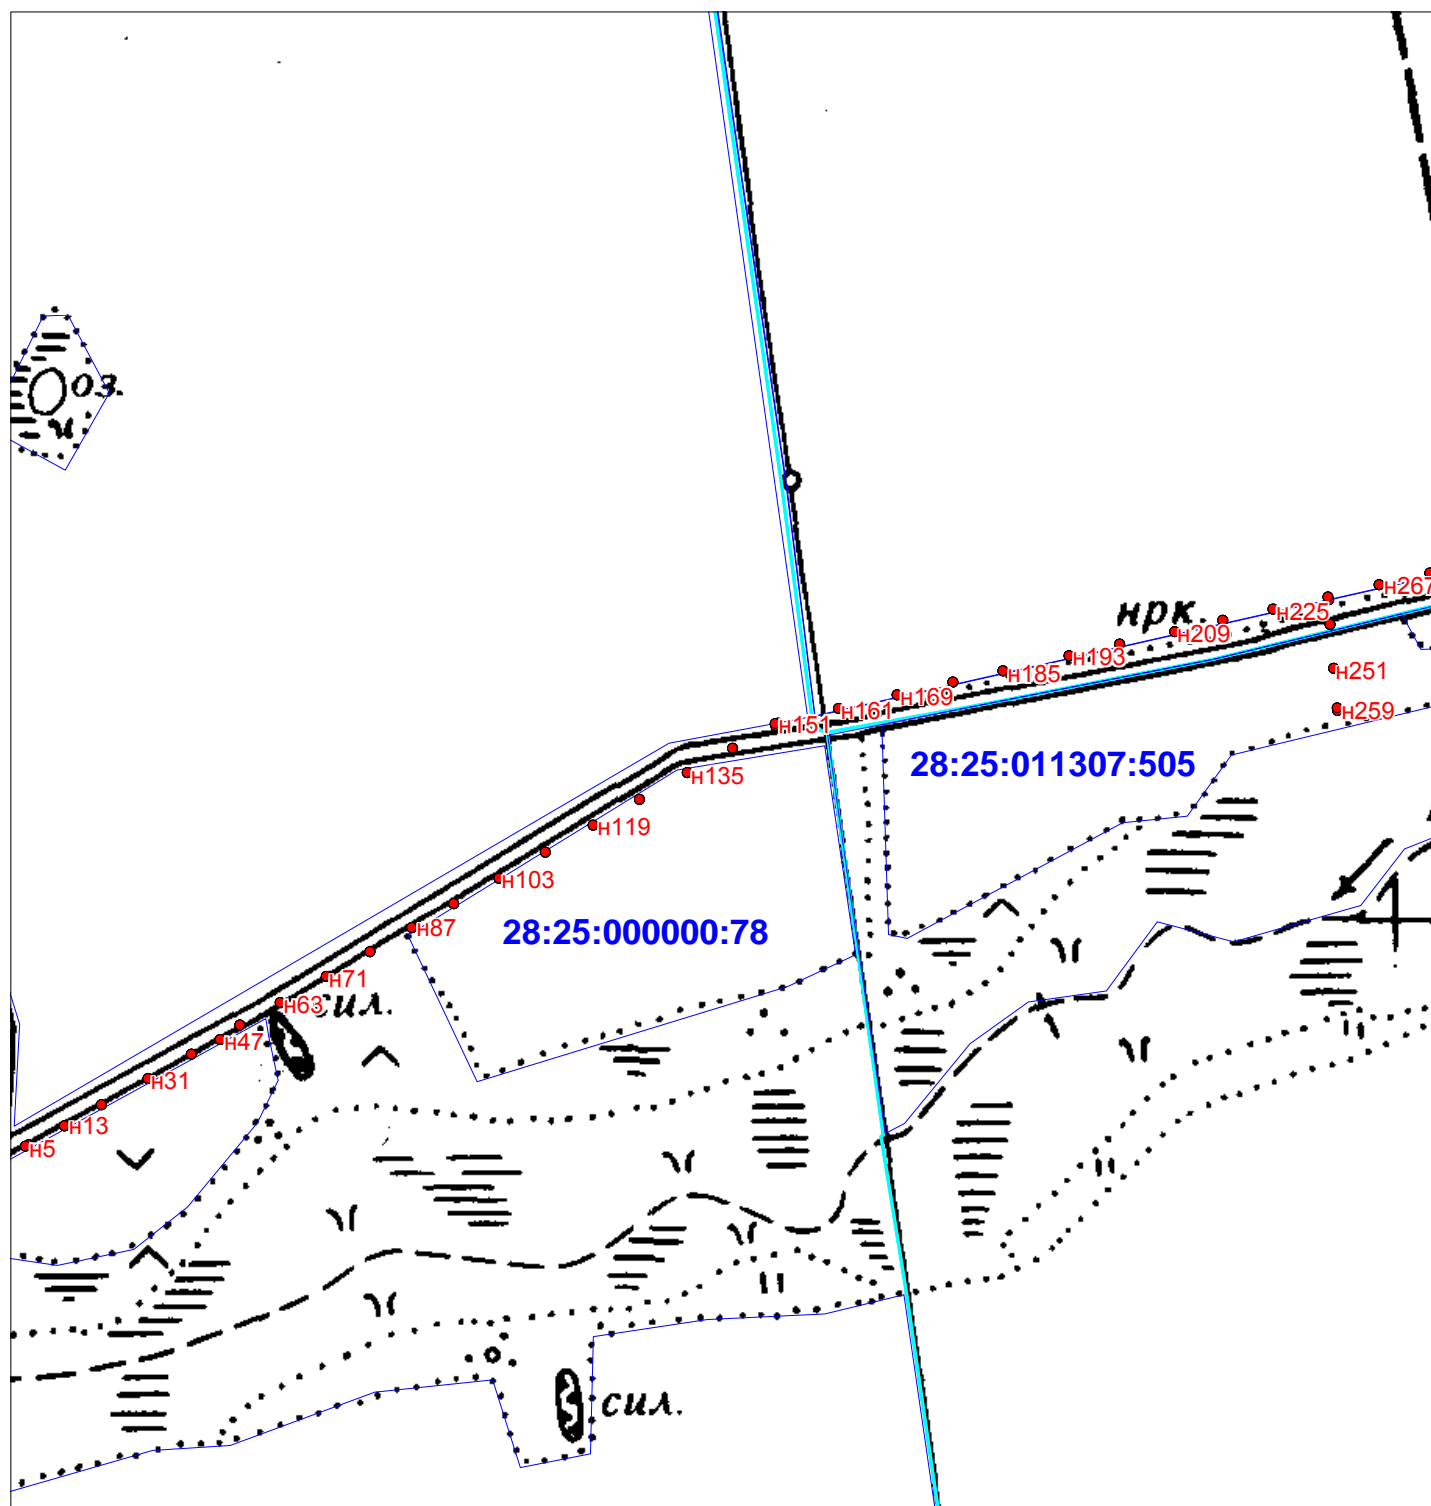 оз.
н267
нрк.
н225
н209
н193
н251
н185
н169
н259
н161
н151
28:25:011307:505
н135
н119
н103
н87
28:25:000000:78
н71
н63
сил.
н47
н31
н13
н5
сил.